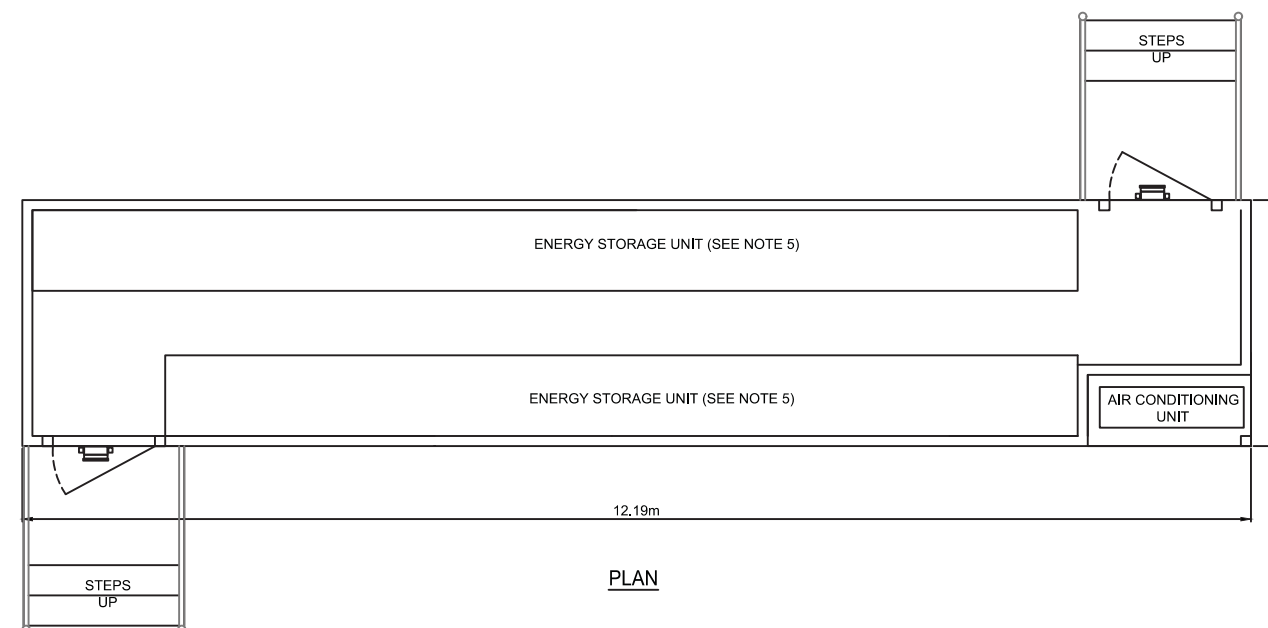 STEPS
UP
ENERGY STORAGE UNIT (SEE NOTE 5)
ENERGY STORAGE UNIT (SEE NOTE 5)
AIR CONDITIONING
UNIT
12.19m
PLAN
STEPS
UP